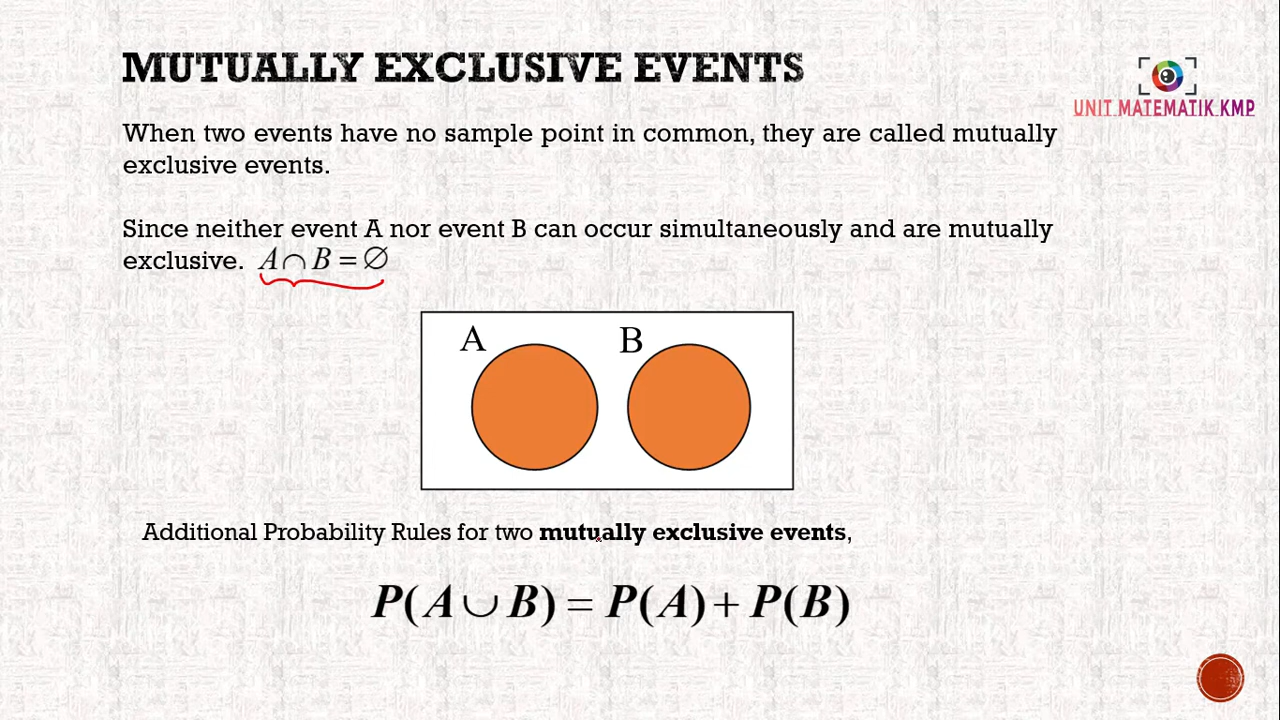 MUTUALLY EXCLUSIVE EVENTS
UNIT MATEMATIK KMP
When two events have no sample point in common, they are called mutually
exclusive events.
Since neither event A nor event B can occur simultaneously and are mutually
exclusive. A ∩ B = ∅
A B
Additional Probability Rules for two mutually exclusive events,
P(A ∪ B) = P(A) + P(B)